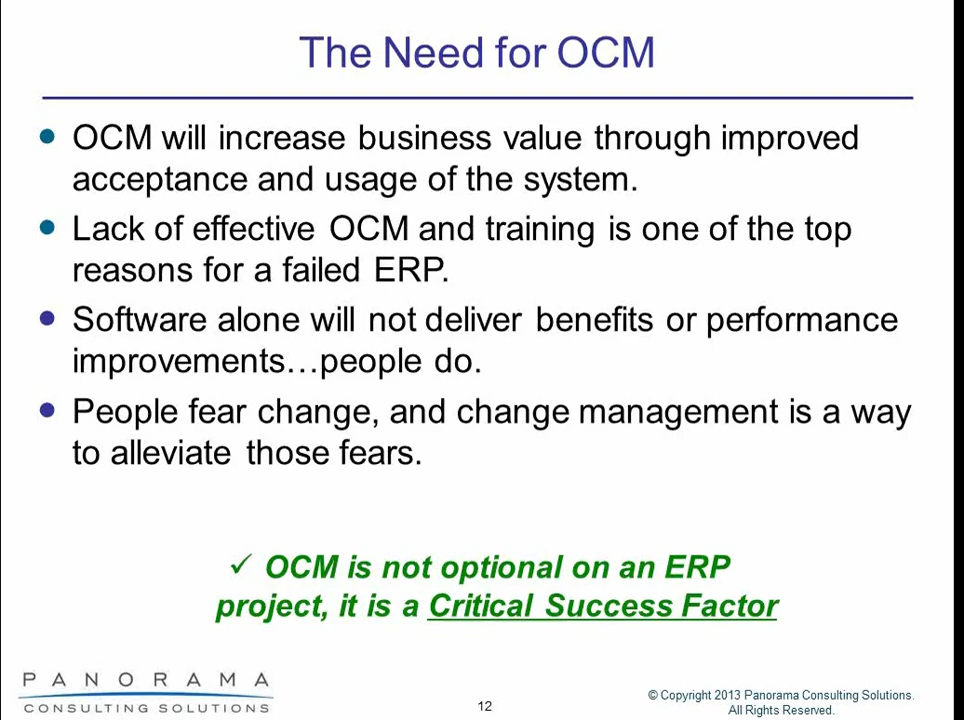 The Need for OCM
OCM will increase business value through improved
acceptance and usage of the system.
Lack of effective OCM and training is one of the top
reasons for a failed ERP.
Software alone will not deliver benefits or performance
improvements…people do.
People fear change, and change management is a way
to alleviate those fears.
✓ OCM is not optional on an ERP
project, it is a Critical Success Factor
PANORAMA
CONSULTING SOLUTIONS
12
© Copyright 2013 Panorama Consulting Solutions.
All Rights Reserved.